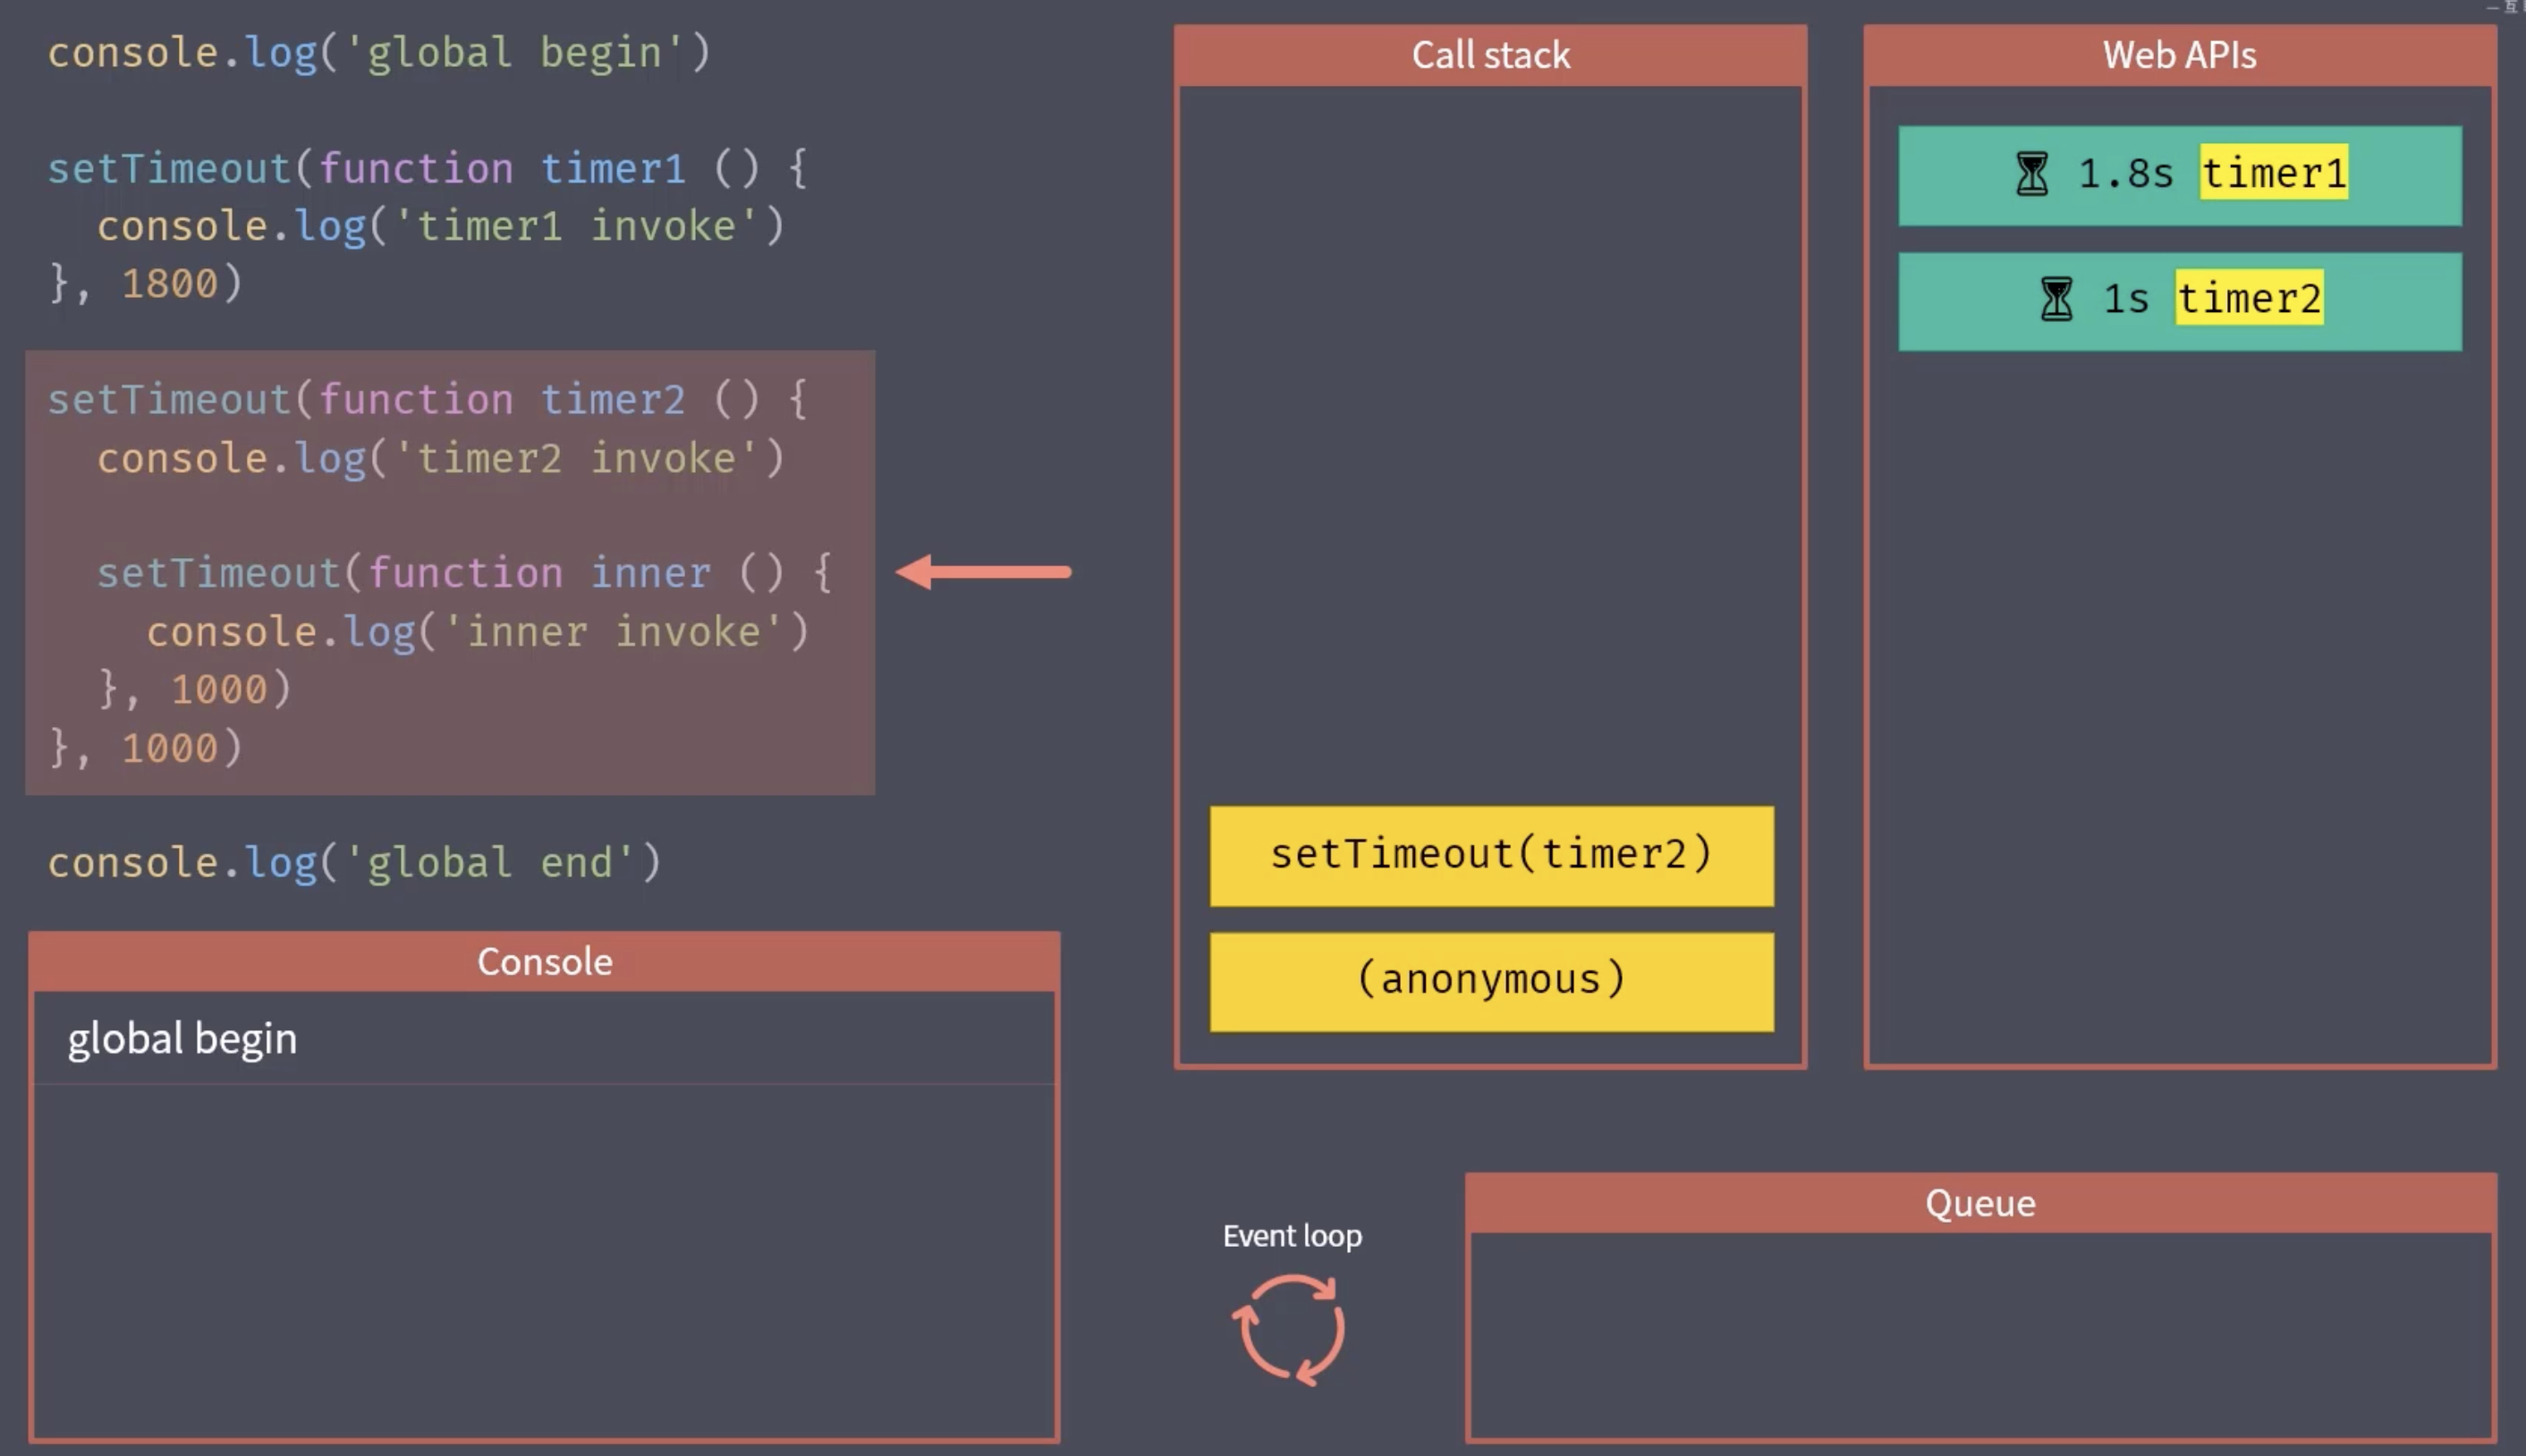 console.log('global begin')
setTimeout(function timer1 () {
  console.log('timer1 invoke')
}, 1800)
setTimeout(function timer2 () {
  console.log('timer2 invoke')
  setTimeout(function inner () {
    console.log('inner invoke')
  }, 1000)
}, 1000)
console.log('global end')
Console
global begin
Call stack
setTimeout(timer2)
(anonymous)
Web APIs
1.8s timer1
1s timer2
Event loop
Queue